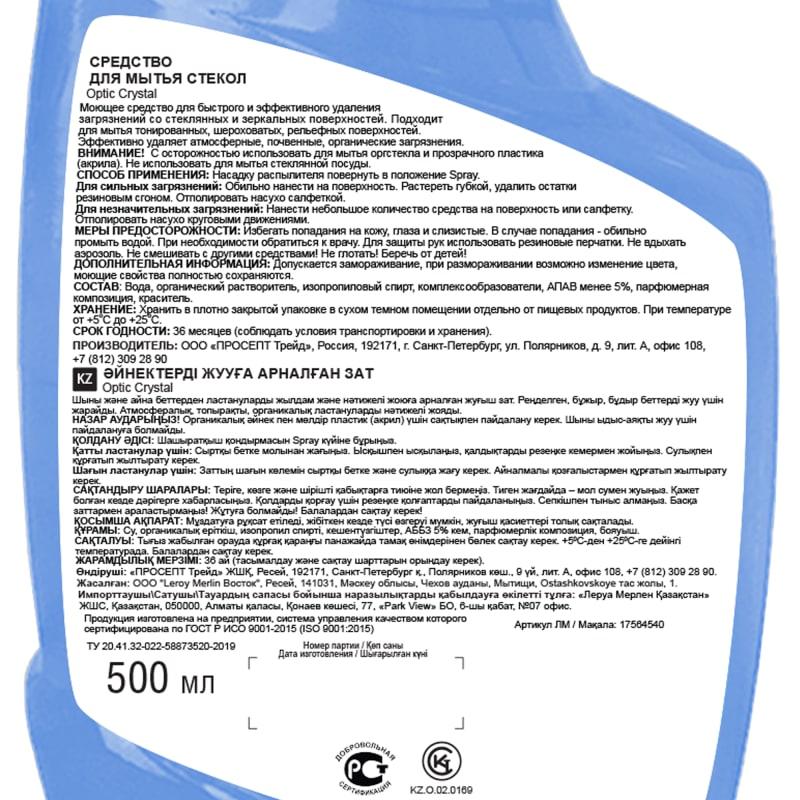 СРЕДСТВО
ДЛЯ МЫТЬЯ СТЕКОЛ
Optic Crystal
Моющее средство для быстрого и эффективного удаления
загрязнений со стеклянных и зеркальных поверхностей. Подходит
для мытья тонированных, шероховатых, рельефных поверхностей.
Эффективно удаляет атмосферные, почвенные, органические загрязнения.
ВНИМАНИЕ! С осторожностью использовать для мытья оргстекла и прозрачного пластика
(акрила). Не использовать для мытья стеклянной посуды.
СПОСОБ ПРИМЕНЕНИЯ: Насадку распылителя повернуть в положение Spray.
Для сильных загрязнений: Обильно нанести на поверхность. Растереть губкой, удалить остатки
резиновым сгоном. Отполировать насухо салфеткой.
Для незначительных загрязнений: Нанести небольшое количество средства на поверхность или салфетку.
Отполировать насухо круговыми движениями.
МЕРЫ ПРЕДОСТОРОЖНОСТИ: Избегать попадания на кожу, глаза и слизистые. В случае попадания - обильно
промыть водой. При необходимости обратиться к врачу. Для защиты рук использовать резиновые перчатки. Не вдыхать
аэрозоль. Не смешивать с другими средствами! Не глотать! Беречь от детей!
ДОПОЛНИТЕЛЬНАЯ ИНФОРМАЦИЯ: Допускается замораживание, при размораживании возможно изменение цвета,
моющие свойства полностью сохраняются.
СОСТАВ: Вода, органический растворитель, изопропиловый спирт, комплексообразователи, АПАВ менее 5%, парфюмерная
композиция, краситель.
ХРАНЕНИЕ: Хранить в плотно закрытой упаковке в сухом темном помещении отдельно от пищевых продуктов. При температуре
от +5°С до +25°С.
СРОК ГОДНОСТИ: 36 месяцев (соблюдать условия транспортировки и хранения).
ПРОИЗВОДИТЕЛЬ: ООО «ПРОСЕПТ Трейд», Россия, 192171, г. Санкт-Петербург, ул. Полярников, д. 9, лит. А, офис 108,
+7 (812) 309 28 90
KZ ӘЙНЕКТЕРДІ ЖУУҒА АРНАЛҒАН ЗАТ
Optic Crystal
Шыны және айна беттерден ластануларды жылдам және нәтижелі жоюға арналған жуғыш зат. Реңделген, бұжыр, бұдыр беттерді жуу үшін
жарайды. Атмосфералық, топырақты, органикалық ластануларды нәтижелі жояды.
НАЗАР АУДАРЫҢЫЗ! Органикалық әйнек пен мөлдір пластик (акрил) үшін сақтықпен пайдалану керек. Шыны ыдыс-аяқты жуу үшін
пайдалануға болмайды.
ҚОЛДАНУ ӘДІСІ: Шашыратқыш қондырмасын Spray күйіне бұрыңыз.
Қатты ластанулар үшін: Сыртқы бетке молынан жағыңыз. Ысқышпен ысқылаңыз, қалдықтарды резеңке кемермен жойыңыз. Сулықпен
құрғатып жылтырату керек.
Шағын ластанулар үшін: Заттың шағын көлемін сыртқы бетке және сулыққа жағу керек. Айналмалы қозғалыстармен құрғатып жылтырату
керек.
САҚТАНДЫРУ ШАРАЛАРЫ: Теріге, көзге және шірішті қабықтарға тиюіне жол бермеңіз. Тиген жағдайда – мол сумен жуыңыз. Қажет
болған кезде дәрігерге хабарласыңыз. Қолдарды қорғау үшін резеңке қолғаптарды пайдаланыңыз. Сепкішпен тыныс алмаңыз. Басқа
заттармен араластырмаңыз! Жұтуға болмайды! Балалардан сақтау керек!
ҚОСЫМША АҚПАРАТ: Мұздатуға рұқсат етіледі, жібіткен кезде түсі өзгеруі мүмкін, жуғыш қасиеттері толық сақталады.
ҚҰРАМЫ: Су, органикалық еріткіш, изопропил спирті, кешентүзгіштер, АББЗ 5% кем, парфюмерлік композиция, бояуыш.
САҚТАЛУЫ: Тығыз жабылған орауда құрғақ қараңғы панажайда тамақ өнімдерінен бөлек сақтау керек. +5ºС-ден +25ºС-ге дейінгі
температурада. Балалардан сақтау керек.
ЖАРАМДЫЛЫҚ МЕРЗІМІ: 36 ай (тасымалдау және сақтау шарттарын орындау керек).
Өндіруші: «ПРОСЕПТ Трейд» ЖШҚ, Ресей, 192171, Санкт-Петербург қ., Полярников көш., 9 үй, лит. А, офис 108, +7 (812) 309 28 90.
Жасалған: ООО "Leroy Merlin Восток", Ресей, 141031, Мәскеу облысы, Чехов ауданы, Мытищи, Ostashkovskoye тас жолы, 1.
Импорттаушы\Сатушы\Тауардың сапасы бойынша наразылықтарды қабылдауға өкілетті тұлға: «Леруа Мерлен Қазақстан»
ЖШС, Қазақстан, 050000, Алматы қаласы, Қонаев көшесі, 77, «Park View» БО, 6-шы қабат, №07 офис.
Продукция изготовлена на предприятии, система управления качеством которого
сертифицирована по ГОСТ Р ИСО 9001-2015 (ISO 9001:2015)
Артикул ЛМ / Мақала: 17564540
ТУ 20.41.32-022-58873520-2019
Номер партии / Көп саны
Дата изготовления / Шығарылған күні
500 мл
ДОБРОВОЛЬНАЯ
РСТ
СЕРТИФИКАЦИЯ
KZ.O.02.0169